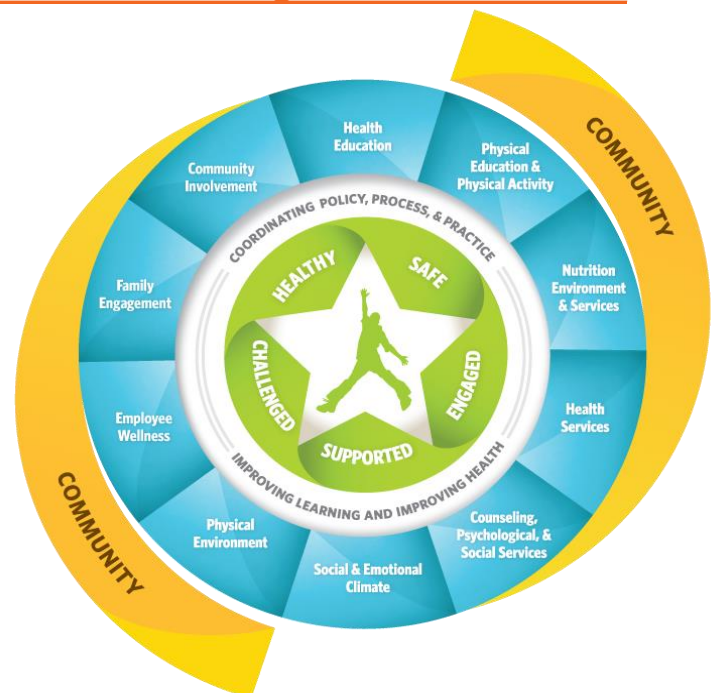 COMMUNITY
Health
Education
Physical
Education &
Physical Activity
Nutrition
Environment
& Services
Health
Services
Counseling,
Psychological, &
Social Services
Social & Emotional
Climate
Physical
Environment
Employee
Wellness
Family
Engagement
Community
Involvement
COORDINATING POLICY, PROCESS, & PRACTICE
IMPROVING LEARNING AND IMPROVING HEALTH
HEALTHY
SAFE
ENGAGED
SUPPORTED
CHALLENGED
COMMUNITY